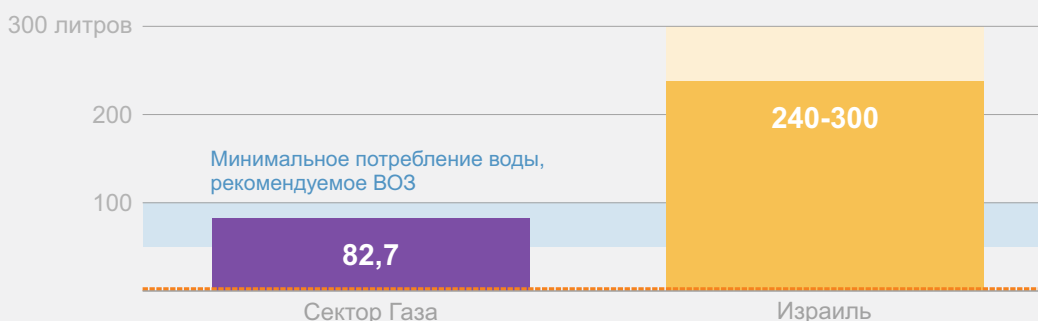 300 литров
200
240-300
Минимальное потребление воды,
рекомендуемое ВОЗ
100
82,7
Сектор Газа
Израиль